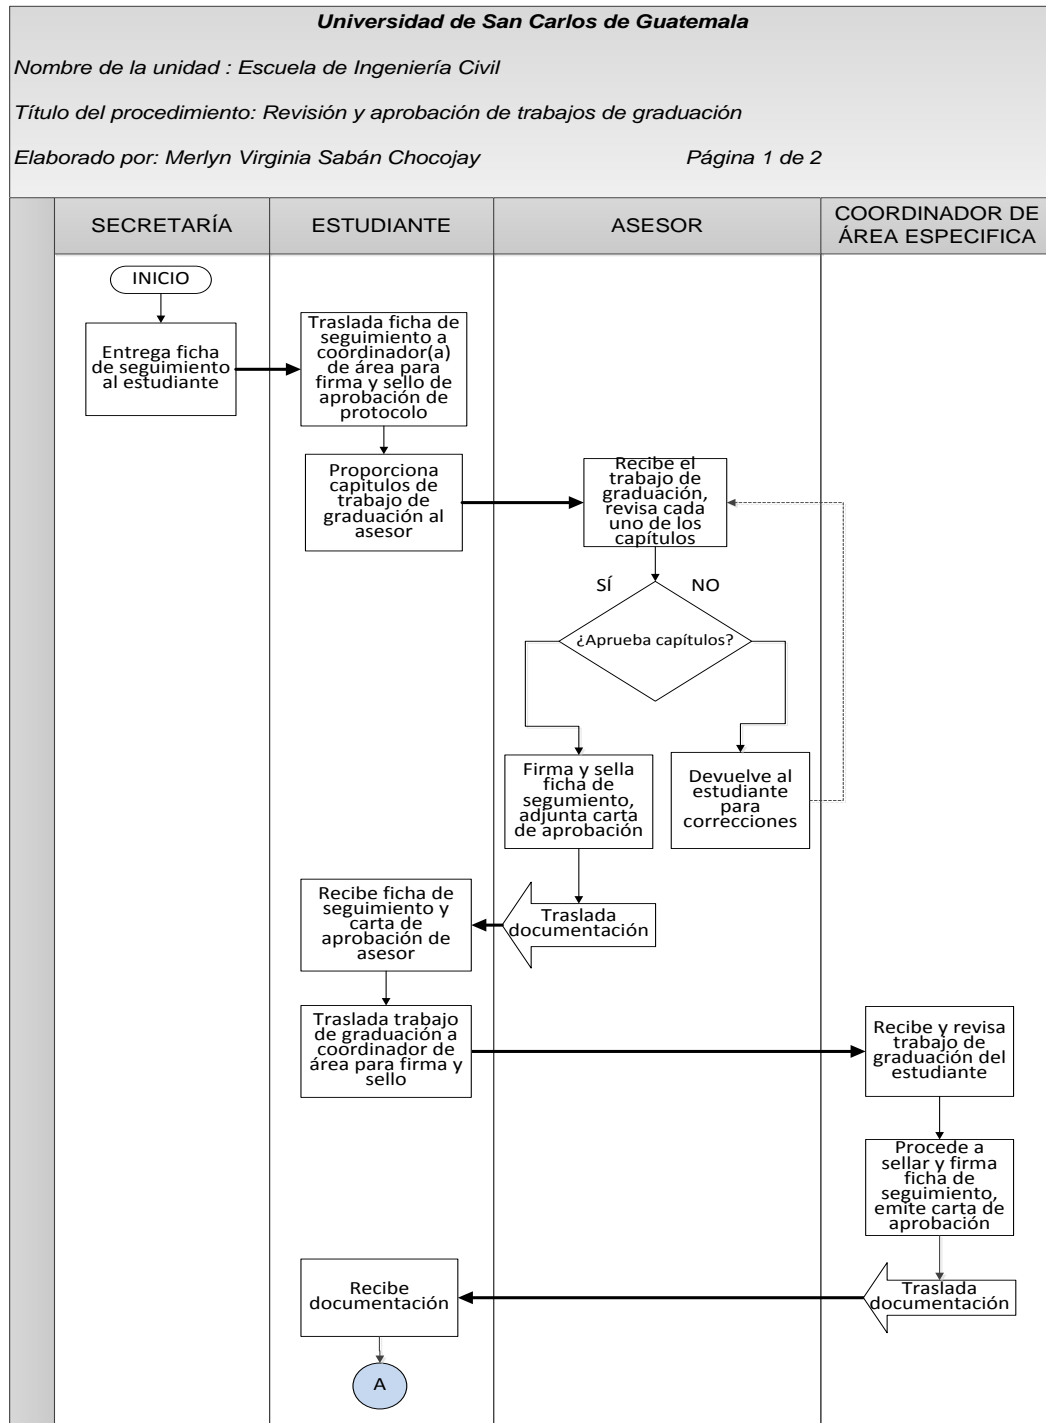 Universidad de San Carlos de Guatemala
Nombre de la unidad : Escuela de Ingeniería Civil
Título del procedimiento: Revisión y aprobación de trabajos de graduación
Elaborado por: Merlyn Virginia Sabán Chocojay Página 1 de 2
SECRETARÍA
ESTUDIANTE
ASESOR
COORDINADOR DE
ÁREA ESPECIFICA
INICIO
Entrega ficha
de seguimiento
al estudiante
Traslada ficha de
seguimiento a
coordinador(a)
de área para
firma y sello de
aprobación de
protocolo
Proporciona
capitulos de
trabajo de
graduación al
asesor
Recibe el
trabajo de
graduación,
revisa cada
uno de los
capítulos
SÍ
NO
¿Aprueba capítulos?
Firma y sella
ficha de
segumiento,
adjunta carta
de aprobación
Devuelve al
estudiante
para
correcciones
Traslada
documentación
Recibe ficha de
seguimiento y
carta de
aprobación de
asesor
Traslada trabajo
de graduación a
coordinador de
área para firma y
sello
Recibe y revisa
trabajo de
graduación del
estudiante
Procede a
sellar y firma
ficha de
seguimiento,
emite carta de
aprobación
Traslada
documentación
Recibe
documentación
A